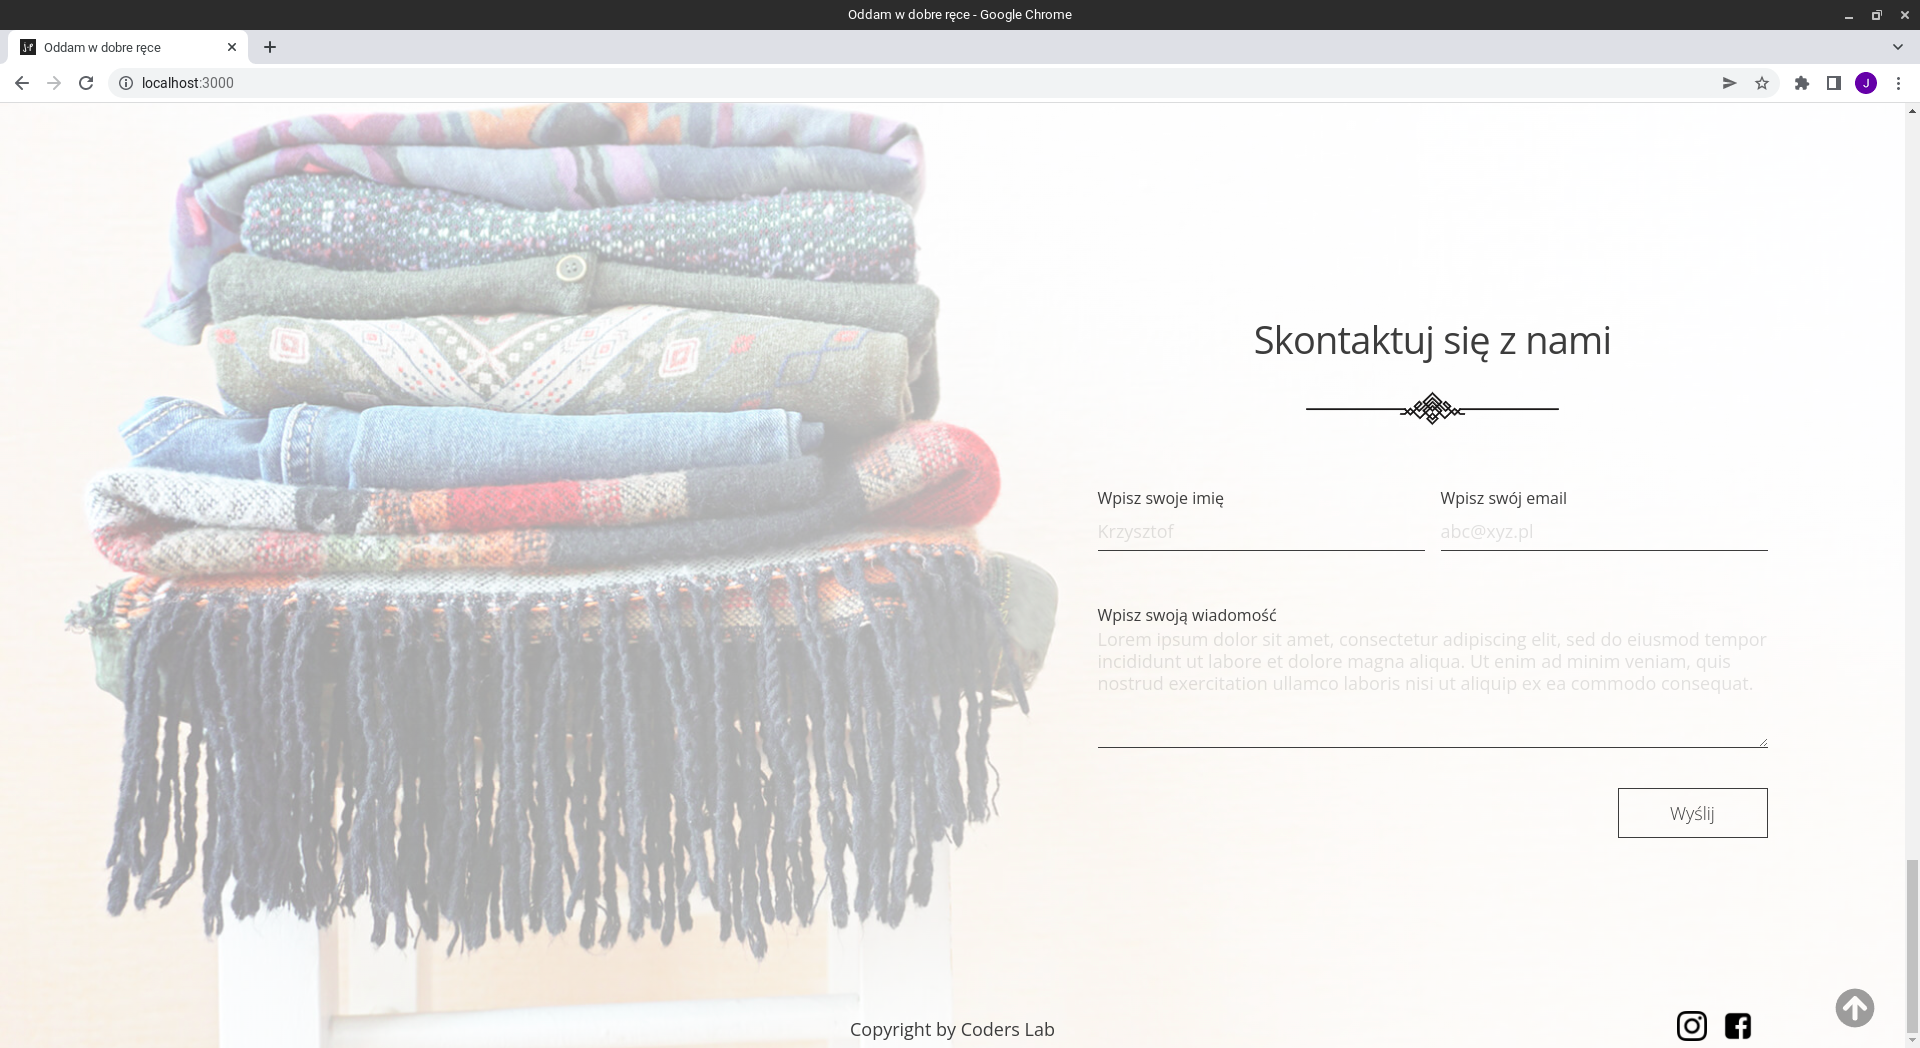 Oddam w dobre ręce - Google Chrome
Oddam w dobre ręce
localhost:3000
J
Skontaktuj się z nami
Wpisz swoje imię
Wpisz swój email
Krzysztof
abc@xyz.pl
Wpisz swoją wiadomość
Lorem ipsum dolor sit amet, consectetur adipiscing elit, sed do eiusmod tempor
incididunt ut labore et dolore magna aliqua. Ut enim ad minim veniam, quis
nostrud exercitation ullamco laboris nisi ut aliquip ex ea commodo consequat.
Wyślij
Copyright by Coders Lab